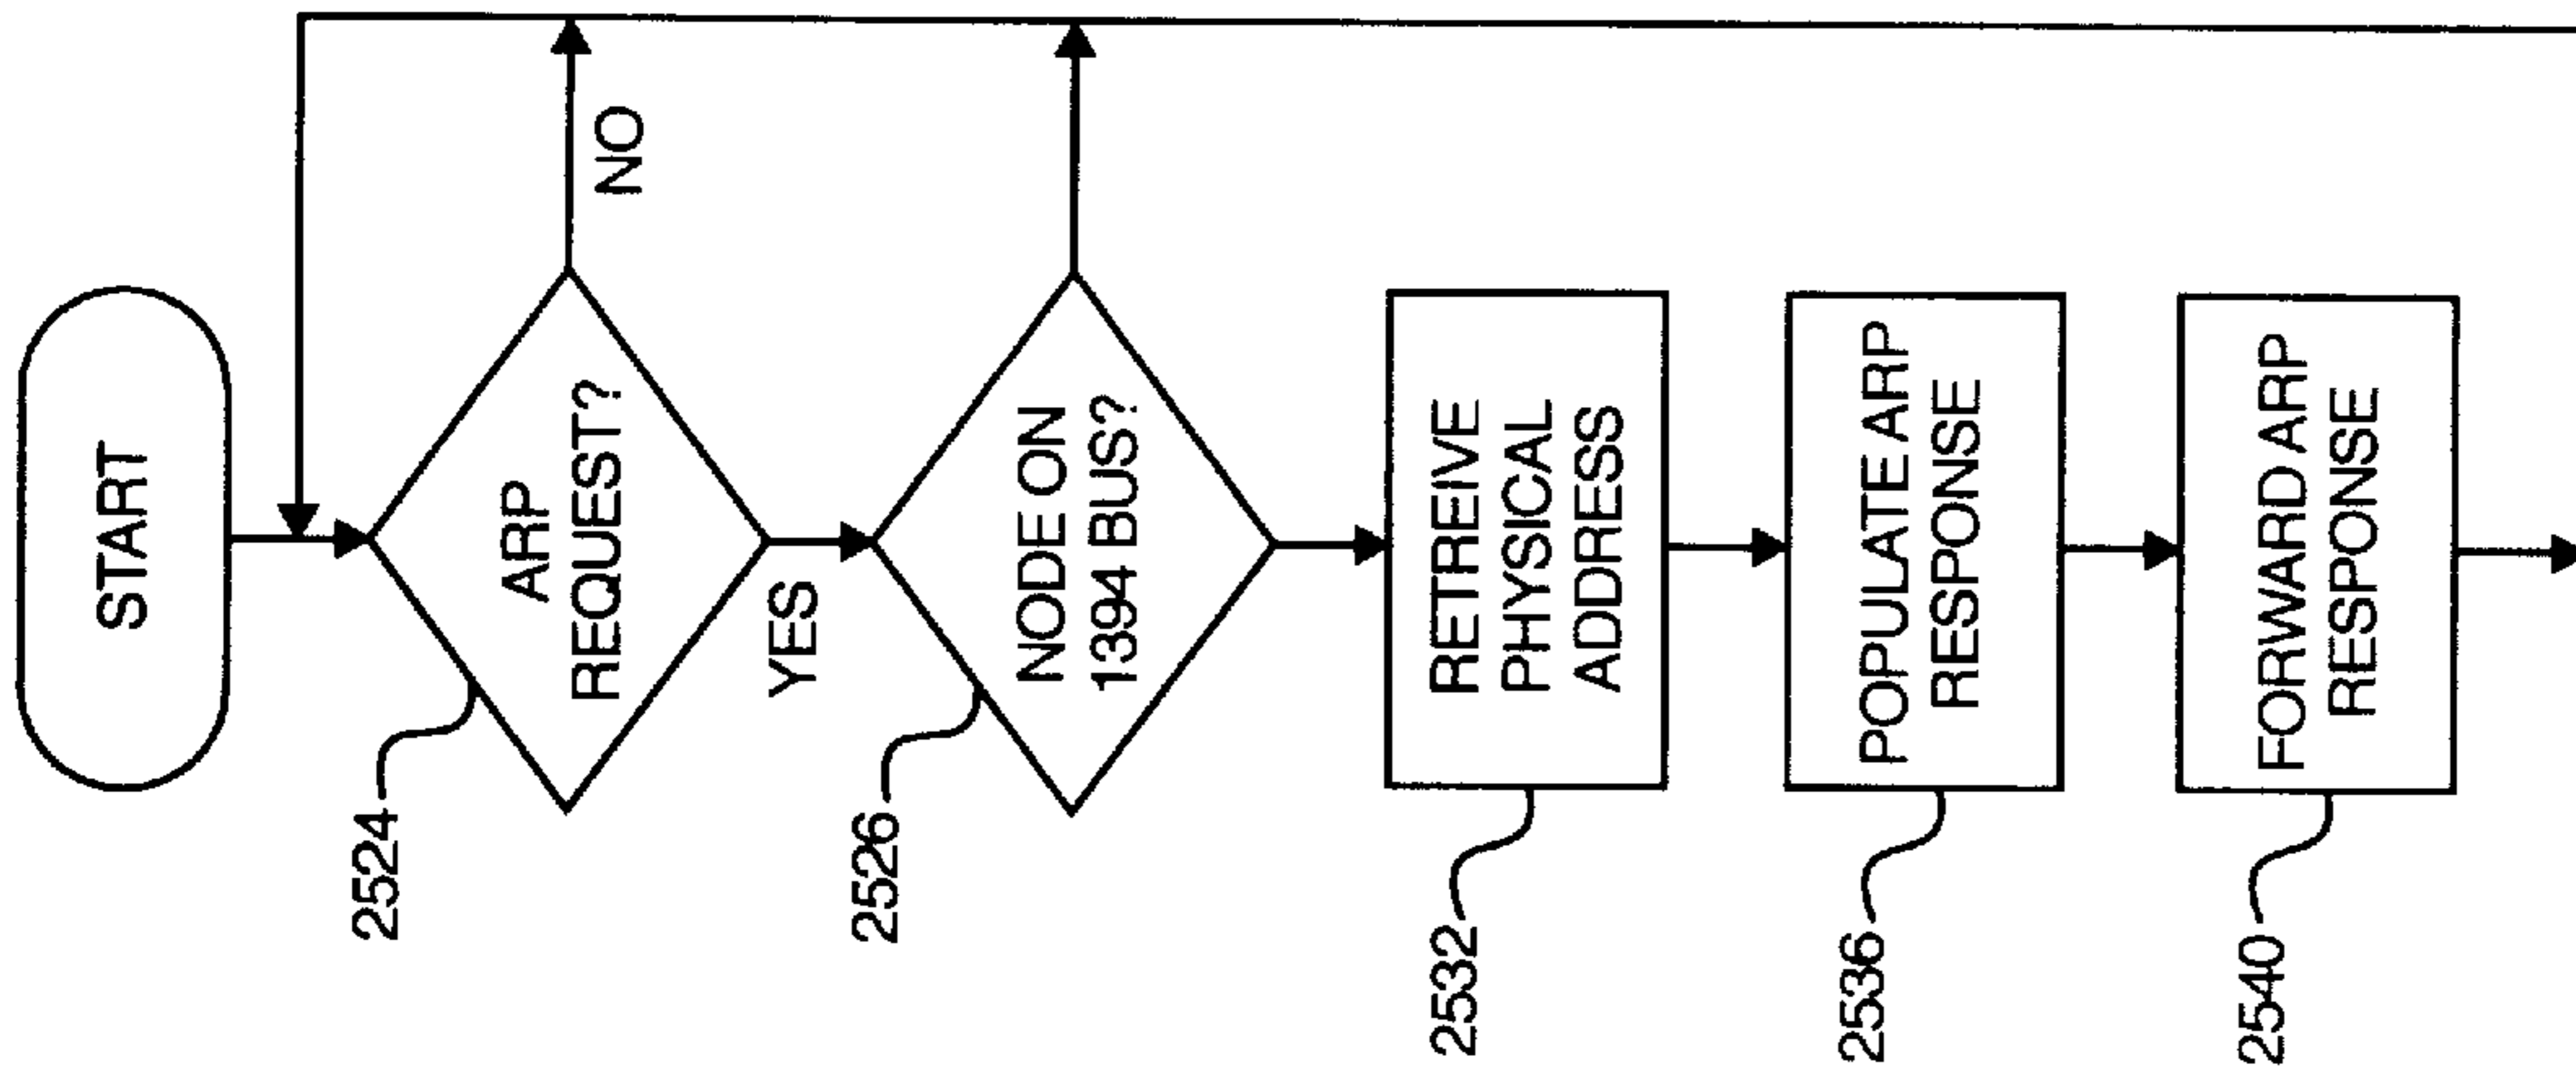 START
2524
ARP
REQUEST?
NO
YES
2526
NODE ON
1394 BUS?
2532
RETREIVE
PHYSICAL
ADDRESS
2536
POPULATE ARP
RESPONSE
2540
FORWARD ARP
RESPONSE